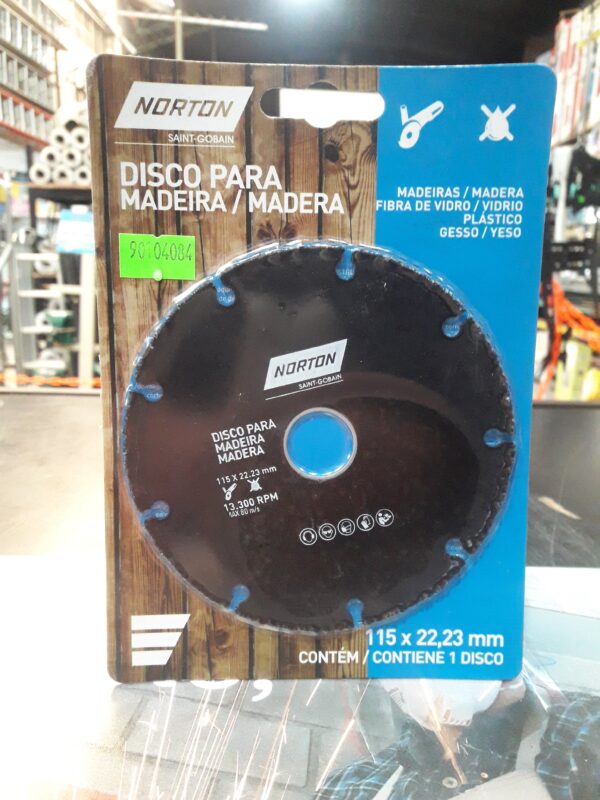 NORTON
SAINT-GOBAIN
DISCO PARA
MADEIRA / MADERA
90104084
MADEIRAS / MADERA
FIBRA DE VIDRO / VIDRIO
PLÁSTICO
GESSO / YESO
NORTON
SAINT-GOBAIN
DISCO PARA
MADEIRA
MADERA
115 X 22,23 mm
13.300 RPM
MAX 80 m/s
115 x 22,23 mm
CONTÉM / CONTIENE 1 DISCO